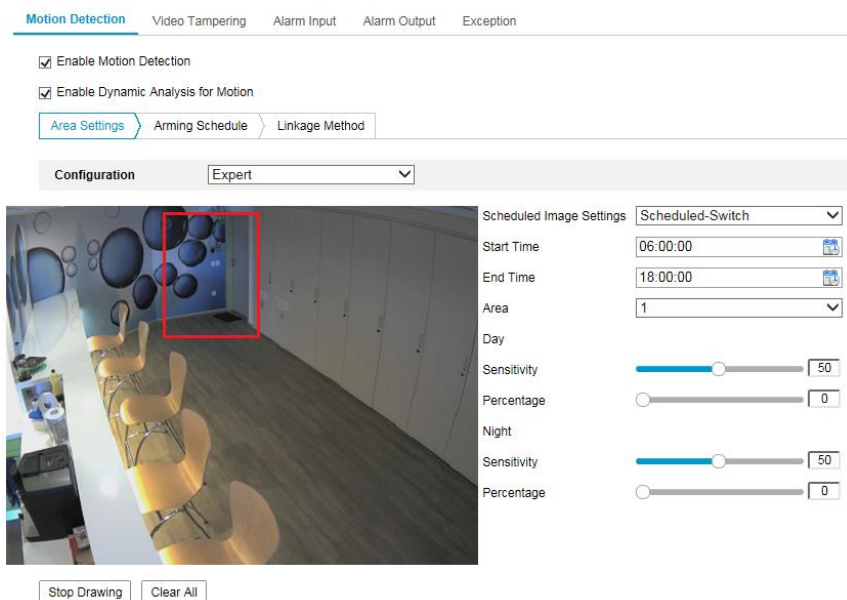 Motion Detection Video Tampering Alarm Input Alarm Output Exception
Enable Motion Detection
Enable Dynamic Analysis for Motion
Area Settings Arming Schedule Linkage Method
Configuration Expert
Scheduled Image Settings Scheduled-Switch
Start Time 06:00:00
End Time 18:00:00
Area 1
Day
Sensitivity 50
Percentage 0
Night
Sensitivity 50
Percentage 0
Stop Drawing Clear All